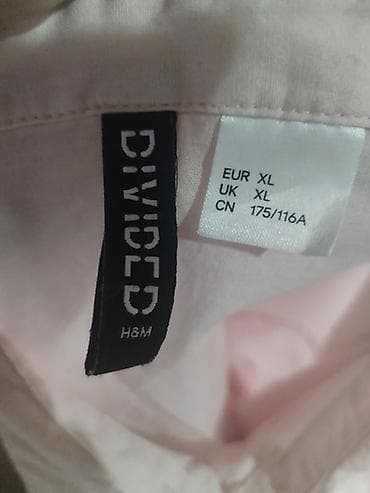 DIVIDED
H&M
EUR XL
UK XL
CN 175/116A